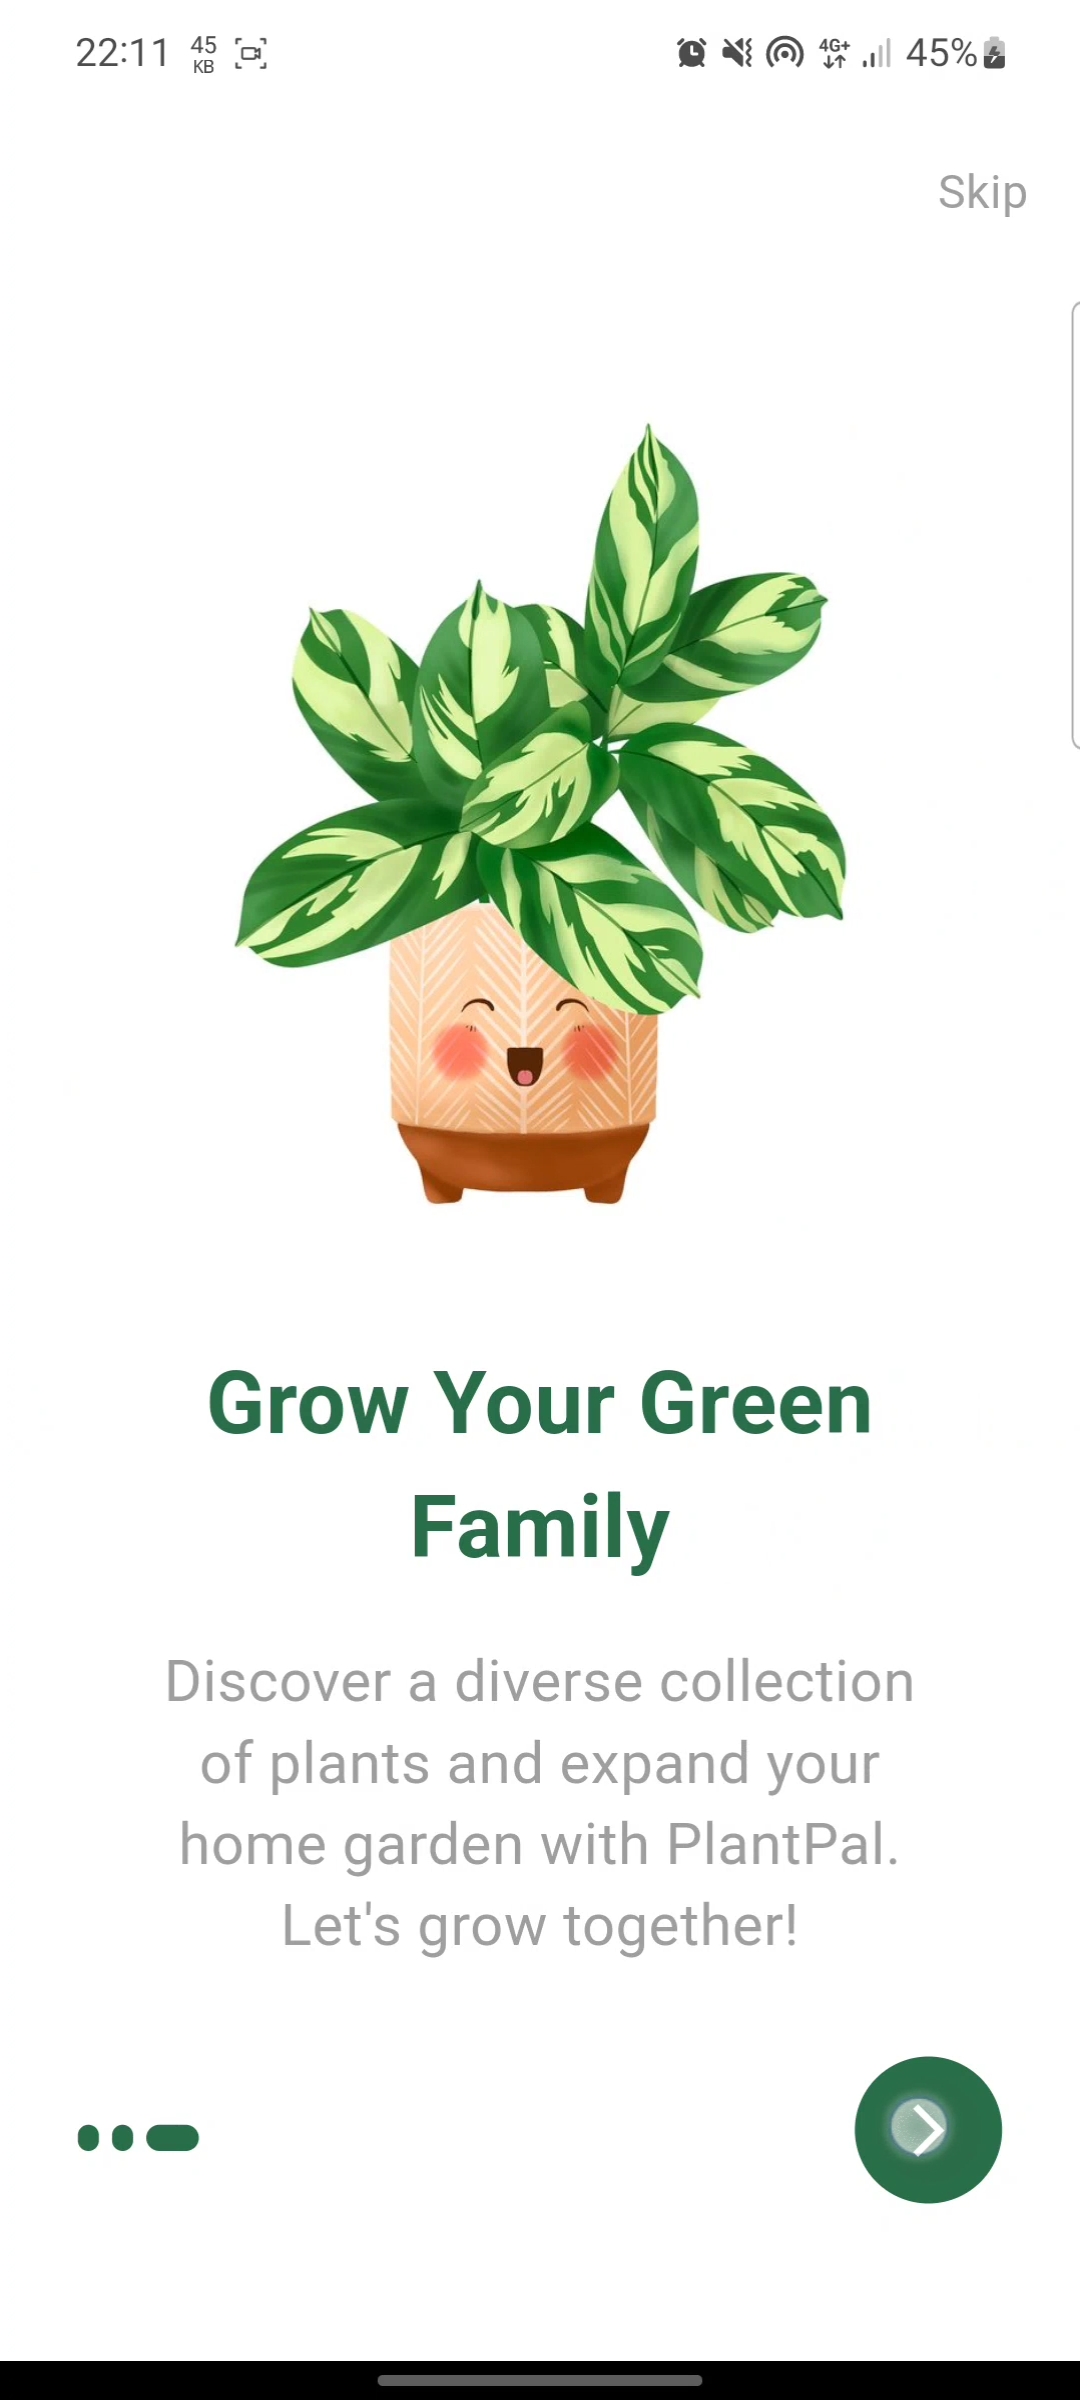 22:11 45 KB 4G+ 45%
Skip
Grow Your Green
Family
Discover a diverse collection
of plants and expand your
home garden with PlantPal.
Let's grow together!